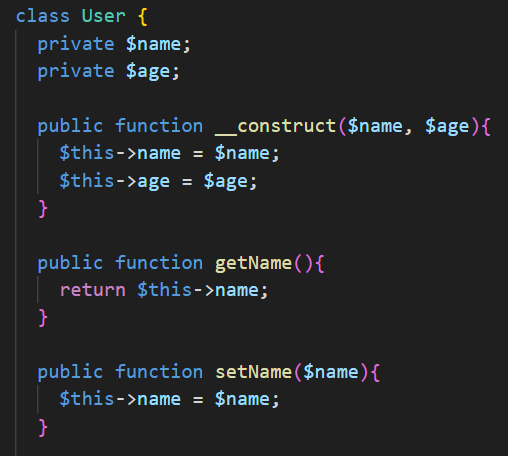 class User {
  private $name;
  private $age;

  public function __construct($name, $age){
    $this->name = $name;
    $this->age = $age;
  }

  public function getName(){
    return $this->name;
  }

  public function setName($name){
    $this->name = $name;
  }